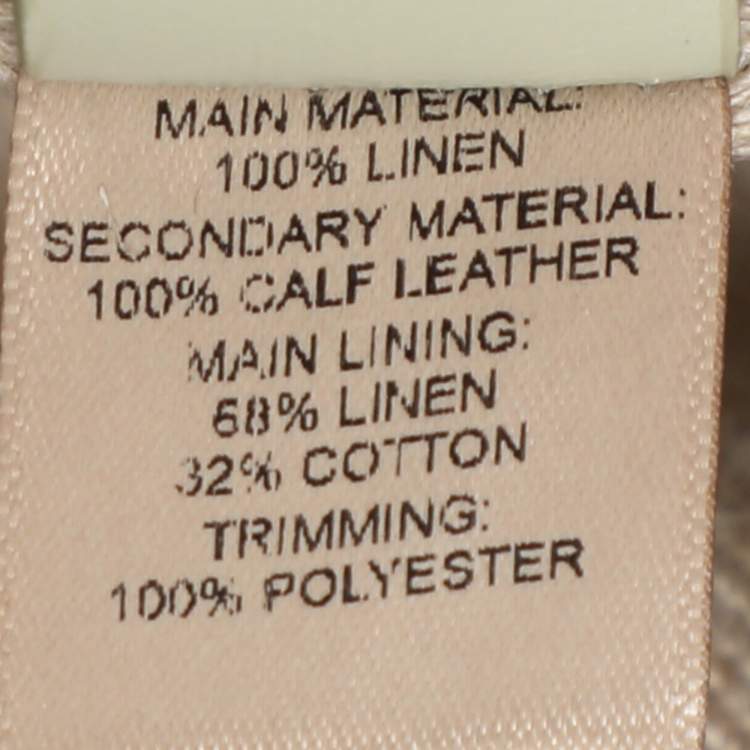 MAIN MATERIAL:
100% LINEN
SECONDARY MATERIAL:
100% CALF LEATHER
MAIN LINING:
68% LINEN
32% COTTON
TRIMMING:
100% POLYESTER